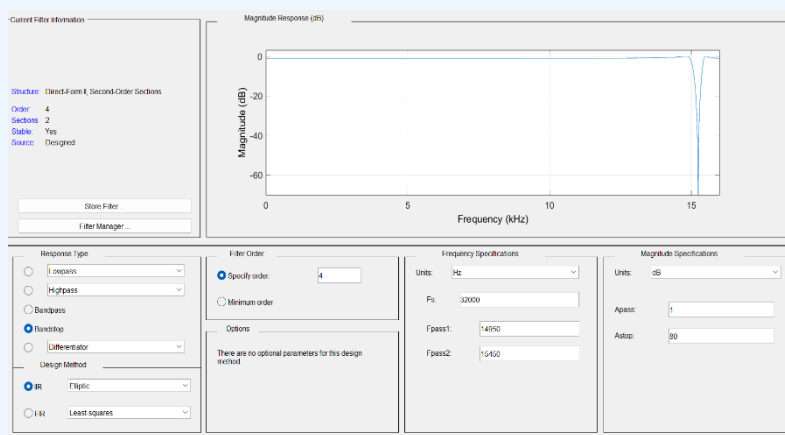 Current Filter Information
Structure: Direct-Form II, Second-Order Sections
Order: 4
Sections 2
Stable: Yes
Source: Designed
Store Filter ...
Filter Manager ...
Magnitude Response (dB)
Magnitude (dB)
0
-20
-40
-60
0
5
10
15
Frequency (kHz)
Response Type
Lowpass
Highpass
Bandpass
Bandstop
Differentiator
Design Method
IIR Elliptic
FIR Least-squares
Filter Order
Specify order: 4
Minimum order
Options
There are no optional parameters for this design
method
Frequency Specifications
Units: Hz
Fs: 32000
Fpass1: 14950
Fpass2: 15450
Magnitude Specifications
Units: dB
Apass: 1
Astop: 80